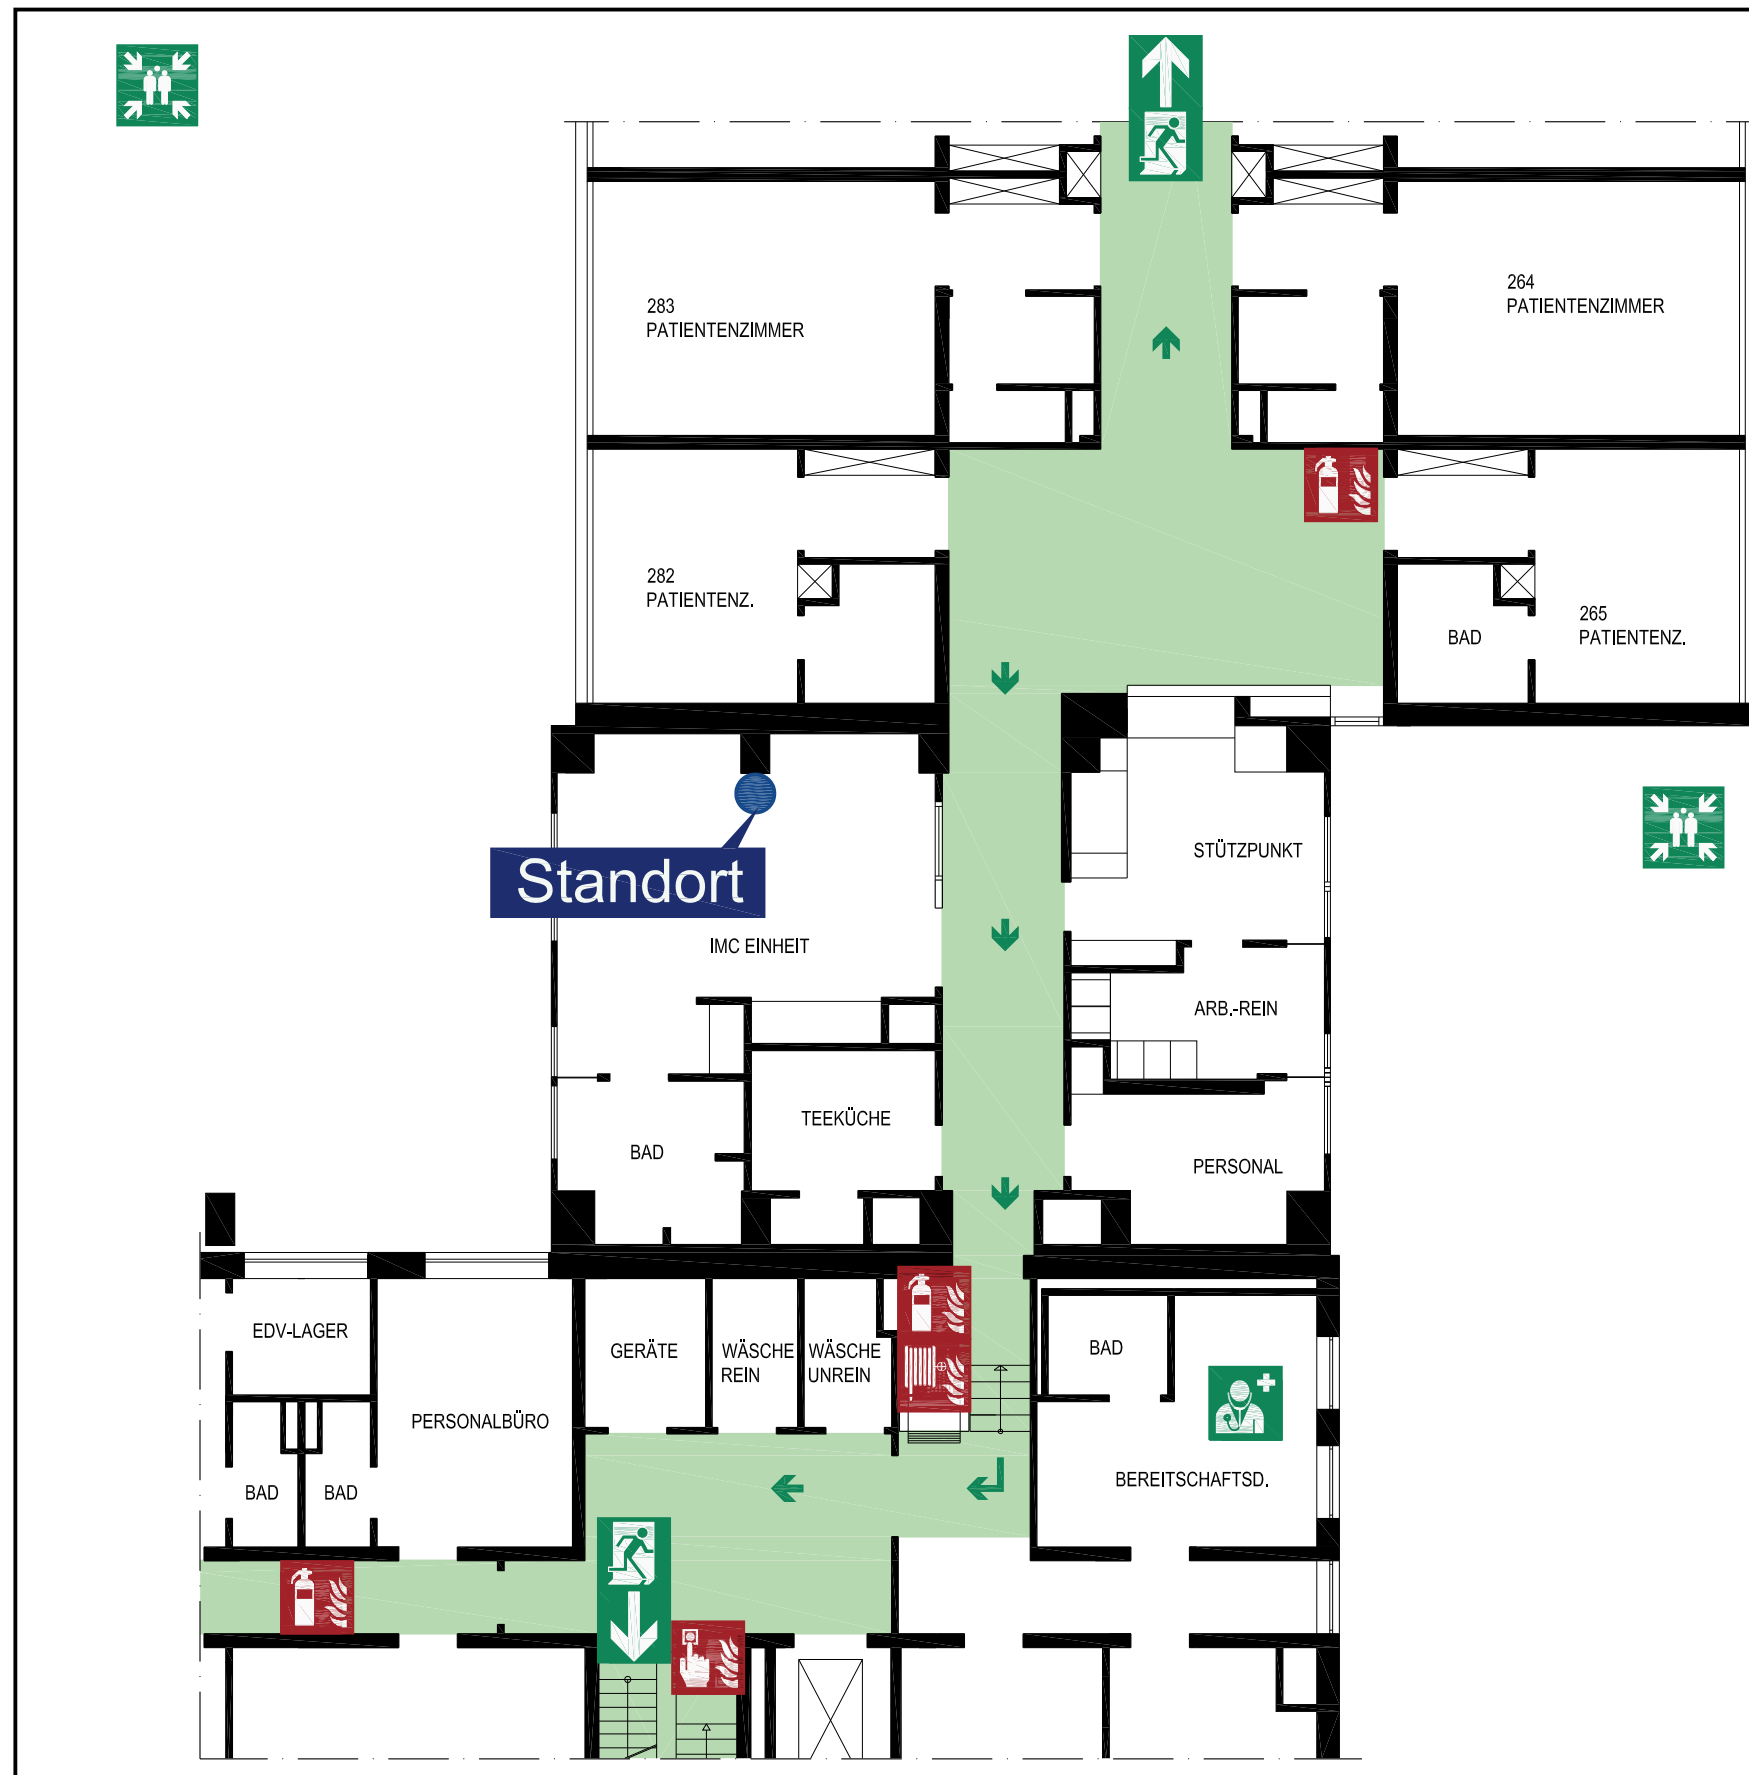 283
PATIENTENZIMMER
264
PATIENTENZIMMER
282
PATIENTENZ.
265
PATIENTENZ.
BAD
STÜTZPUNKT
Standort
IMC EINHEIT
ARB.-REIN
TEEKÜCHE
BAD
PERSONAL
EDV-LAGER
GERÄTE
WÄSCHE
REIN
WÄSCHE
UNREIN
BAD
PERSONALBÜRO
BAD
BAD
BEREITSCHAFTSD.